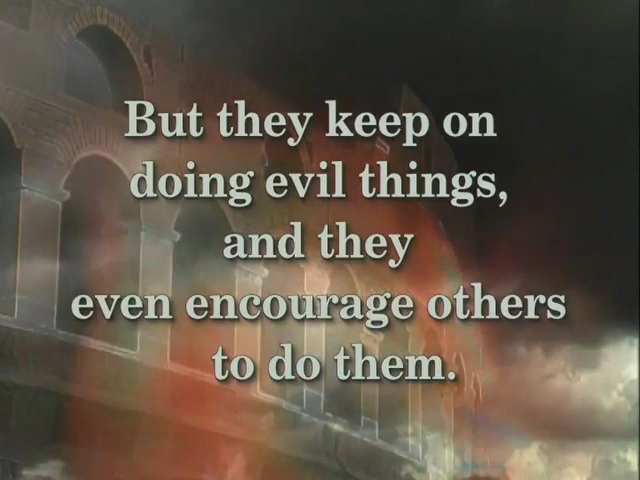 But they keep on
doing evil things,
and they
even encourage others
to do them.